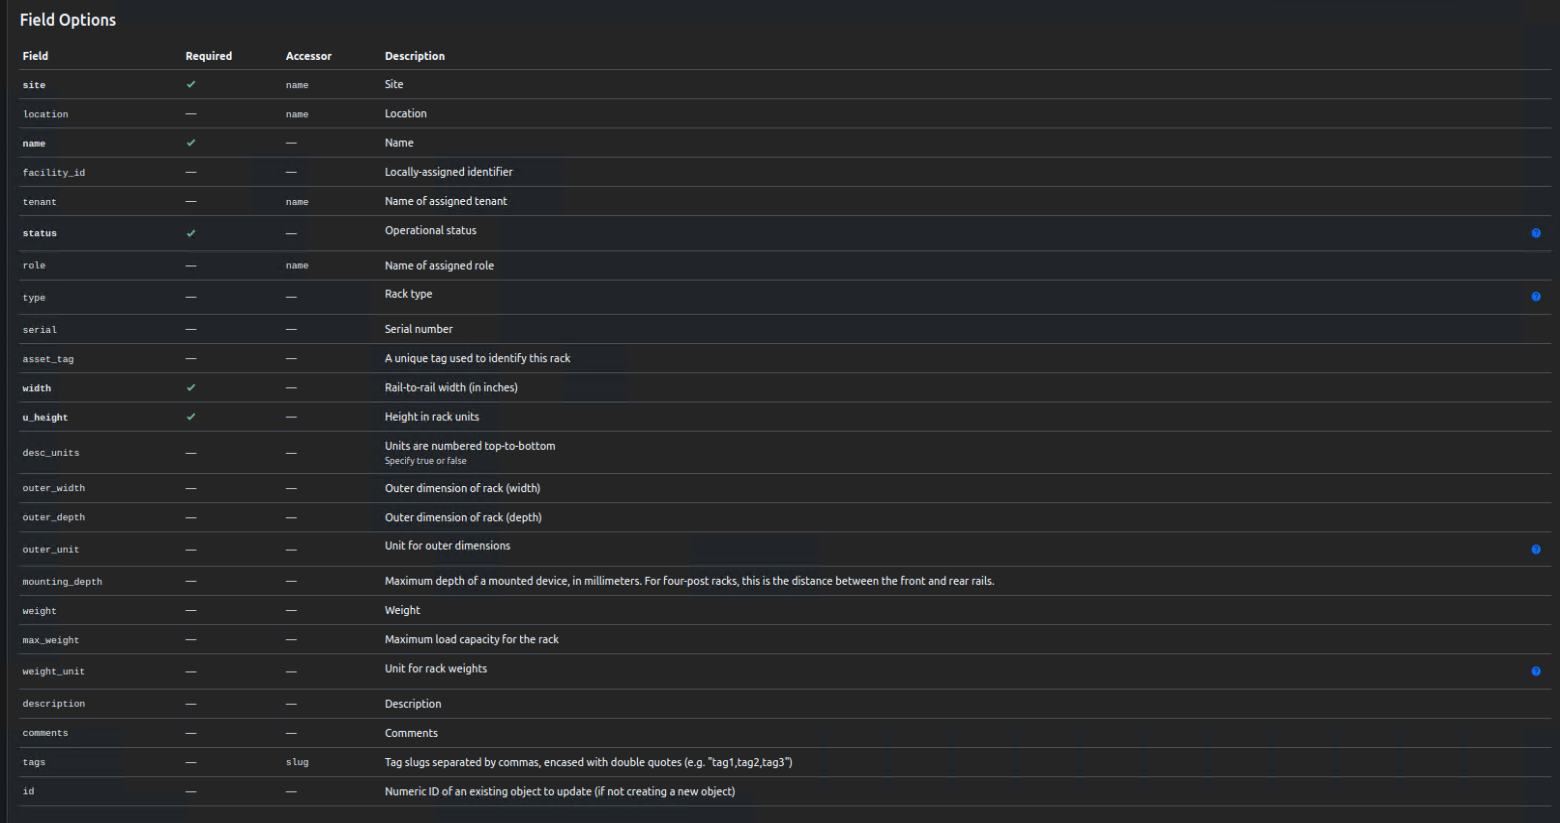 Field Options
Field Required Accessor Description
site ✓ name Site
location — name Location
name ✓ — Name
facility_id — — Locally-assigned identifier
tenant — name Name of assigned tenant
status ✓ — Operational status
role — name Name of assigned role
type — — Rack type
serial — — Serial number
asset_tag — — A unique tag used to identify this rack
width ✓ — Rail-to-rail width (in inches)
u_height ✓ — Height in rack units
desc_units — — Units are numbered top-to-bottom
Specify true or false
outer_width — — Outer dimension of rack (width)
outer_depth — — Outer dimension of rack (depth)
outer_unit — — Unit for outer dimensions
mounting_depth — — Maximum depth of a mounted device, in millimeters. For four-post racks, this is the distance between the front and rear rails.
weight — — Weight
max_weight — — Maximum load capacity for the rack
weight_unit — — Unit for rack weights
description — — Description
comments — — Comments
tags — slug Tag slugs separated by commas, encased with double quotes (e.g. "tag1,tag2,tag3")
id — — Numeric ID of an existing object to update (if not creating a new object)